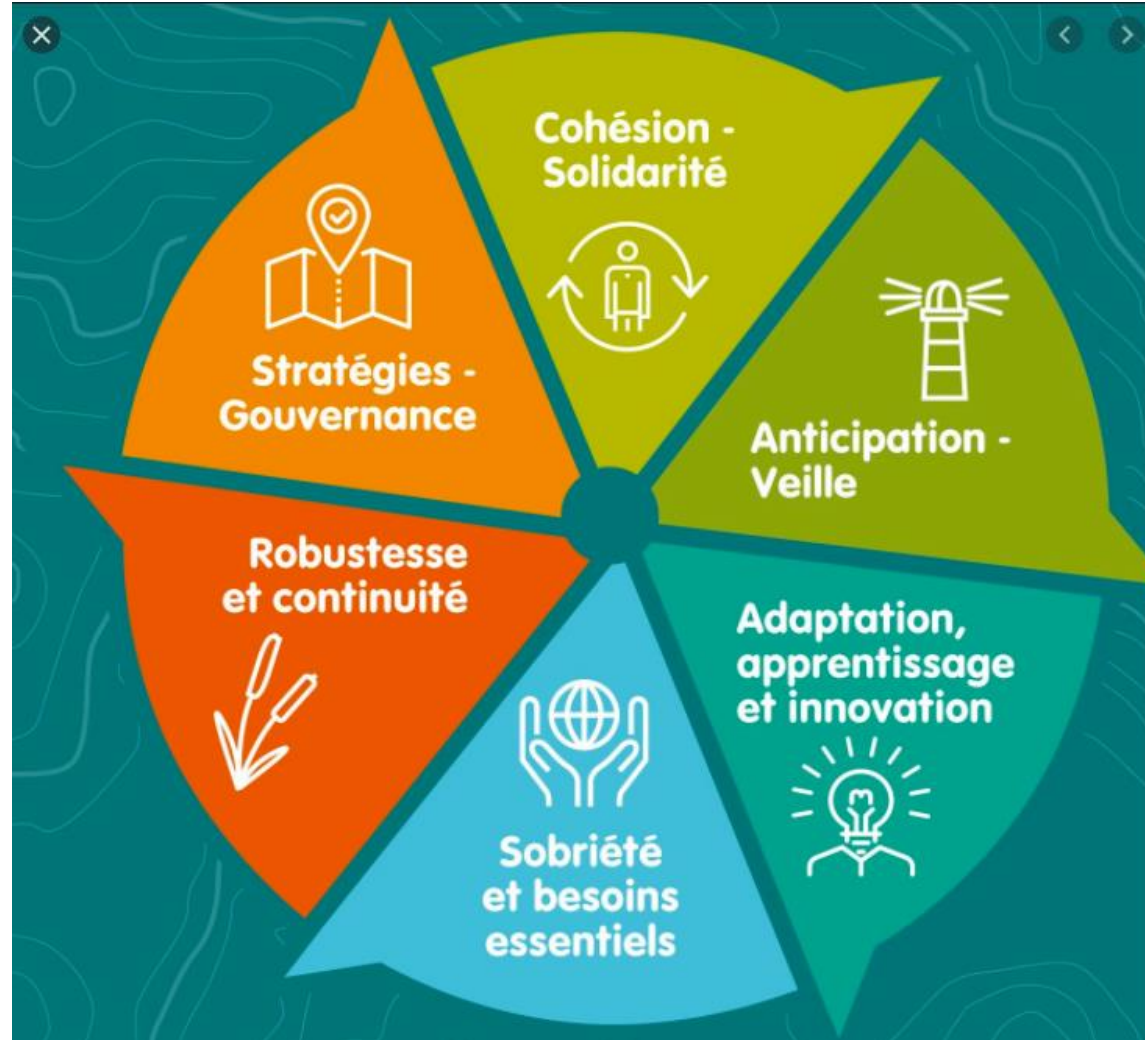 Cohésion -
Solidarité
Anticipation -
Veille
Adaptation,
apprentissage
et innovation
Sobriété
et besoins
essentiels
Robustesse
et continuité
Stratégies -
Gouvernance